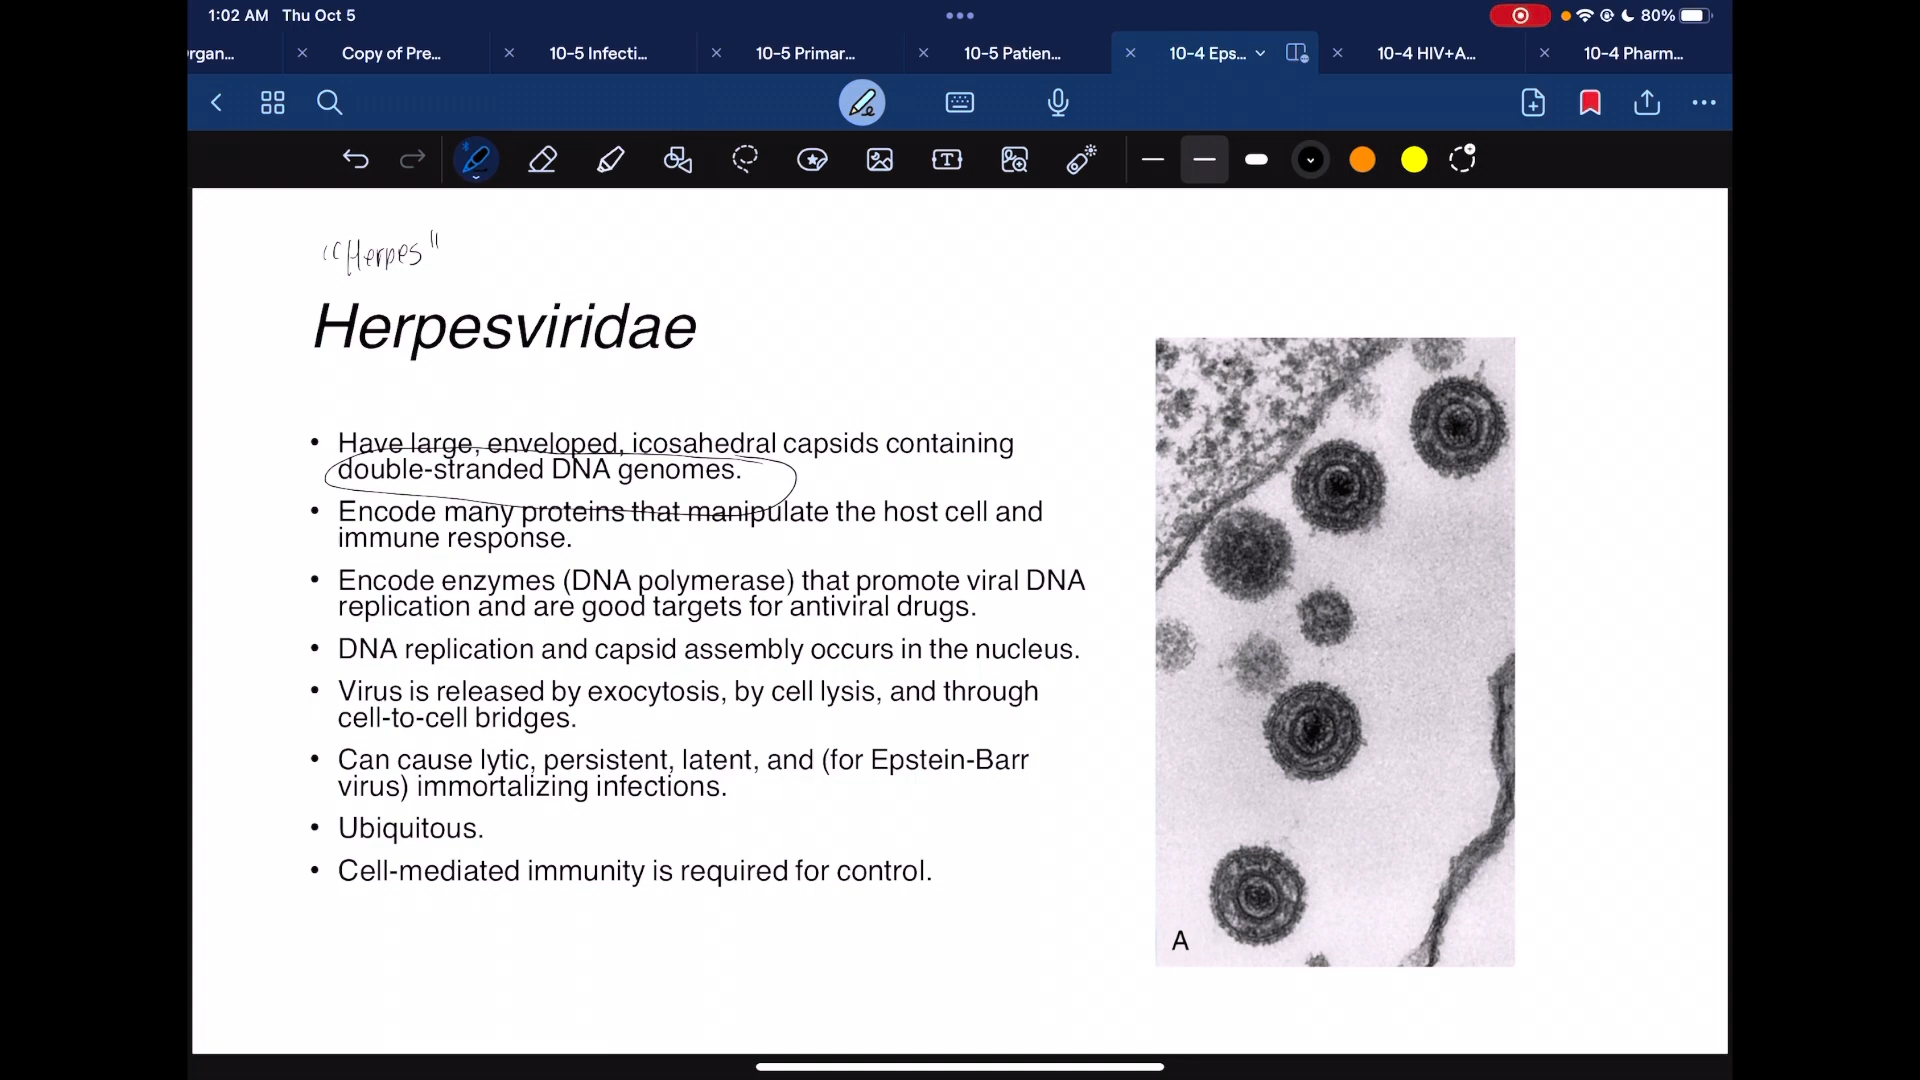 1:02 AM Thu Oct 5
80%
rgan...
Copy of Pre...
10-5 Infecti...
10-5 Primar...
10-5 Patien...
10-4 Eps...
10-4 HIV+A...
10-4 Pharm...
"Herpes"
Herpesviridae
• Have large, enveloped, icosahedral capsids containing
double-stranded DNA genomes.
• Encode many proteins that manipulate the host cell and
immune response.
• Encode enzymes (DNA polymerase) that promote viral DNA
replication and are good targets for antiviral drugs.
• DNA replication and capsid assembly occurs in the nucleus.
• Virus is released by exocytosis, by cell lysis, and through
cell-to-cell bridges.
• Can cause lytic, persistent, latent, and (for Epstein-Barr
virus) immortalizing infections.
• Ubiquitous.
• Cell-mediated immunity is required for control.
A